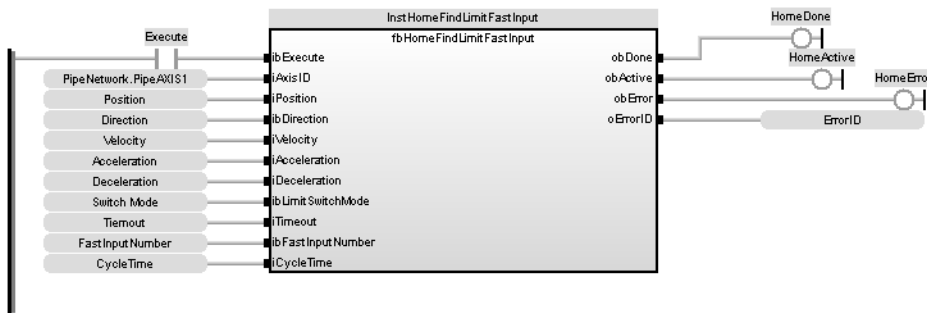 InstHomeFindLimitFastInput
HomeDone
Execute
fbHomeFindLimitFastInput
ibExecute
obDone
HomeActive
PipeNetwork.PipeAXIS1
iAxisID
obActive
HomeErro
Position
iPosition
obError
Direction
ibDirection
oErrorID
ErrorID
Velocity
iVelocity
Acceleration
iAcceleration
Deceleration
iDeceleration
Switch Mode
ibLimitSwitchMode
Tiemout
iTimeout
FastInputNumber
ibFastInputNumber
CycleTime
iCycleTime